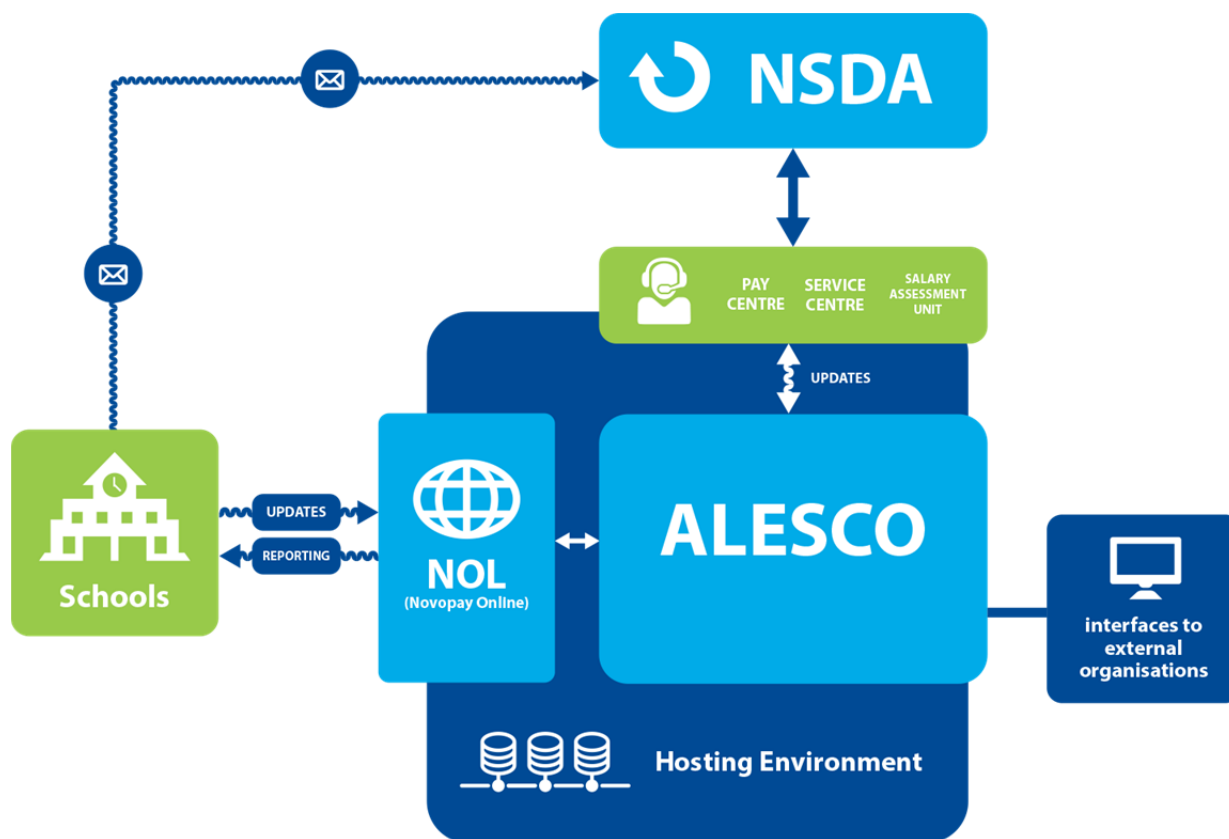 NSDA
PAY
CENTRE
SERVICE
CENTRE
SALARY
ASSESSMENT
UNIT
UPDATES
Schools
UPDATES
REPORTING
NOL
(Novopay Online)
ALESCO
interfaces to
external
organisations
Hosting Environment